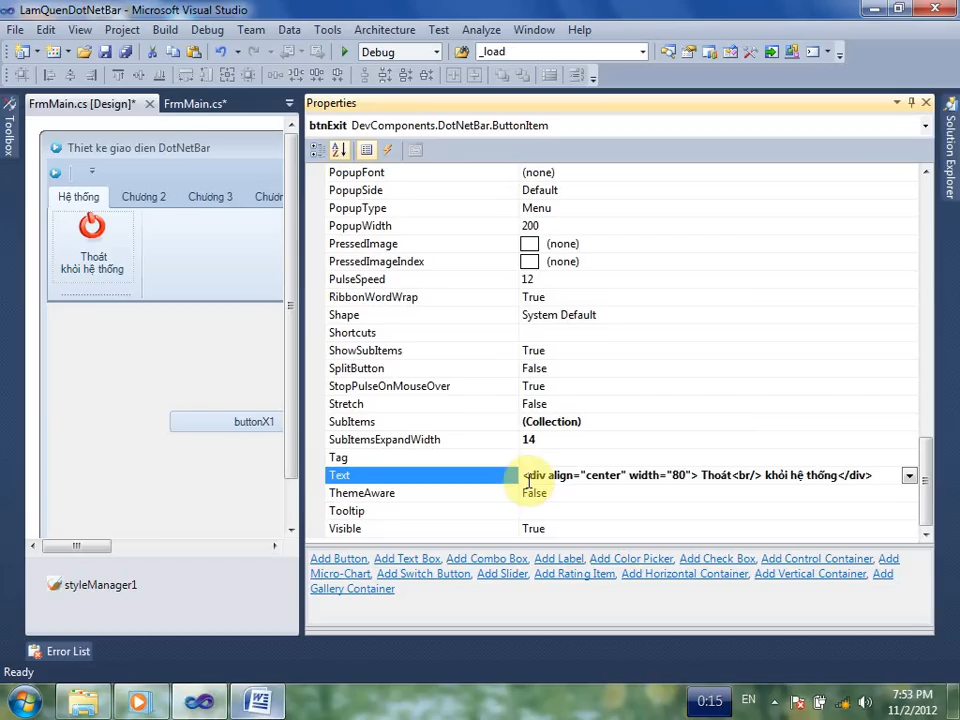 LamQuenDotNetBar - Microsoft Visual Studio
File Edit View Project Build Debug Team Data Tools Architecture Test Analyze Window Help
Debug _load
FrmMain.cs [Design]* FrmMain.cs*
Properties
Toolbox
Solution Explorer
btnExit DevComponents.DotNetBar.ButtonItem
Thiet ke giao dien DotNetBar
Hệ thống Chương 2 Chương 3 Chươn
Thoát
khỏi hệ thống
buttonX1
styleManager1
PopupFont (none)
PopupSide Default
PopupType Menu
PopupWidth 200
PressedImage (none)
PressedImageIndex (none)
PulseSpeed 12
RibbonWordWrap True
Shape System Default
Shortcuts
ShowSubItems True
SplitButton False
StopPulseOnMouseOver True
Stretch False
SubItems (Collection)
SubItemsExpandWidth 14
Tag
Text <div align="center" width="80"> Thoát<br/> khỏi hệ thống</div>
ThemeAware False
Tooltip
Visible True
Add Button, Add Text Box, Add Combo Box, Add Label, Add Color Picker, Add Check Box, Add Control Container, Add
Micro-Chart, Add Switch Button, Add Slider, Add Rating Item, Add Horizontal Container, Add Vertical Container, Add
Gallery Container
Error List
Ready
0:15
7:53 PM
11/2/2012